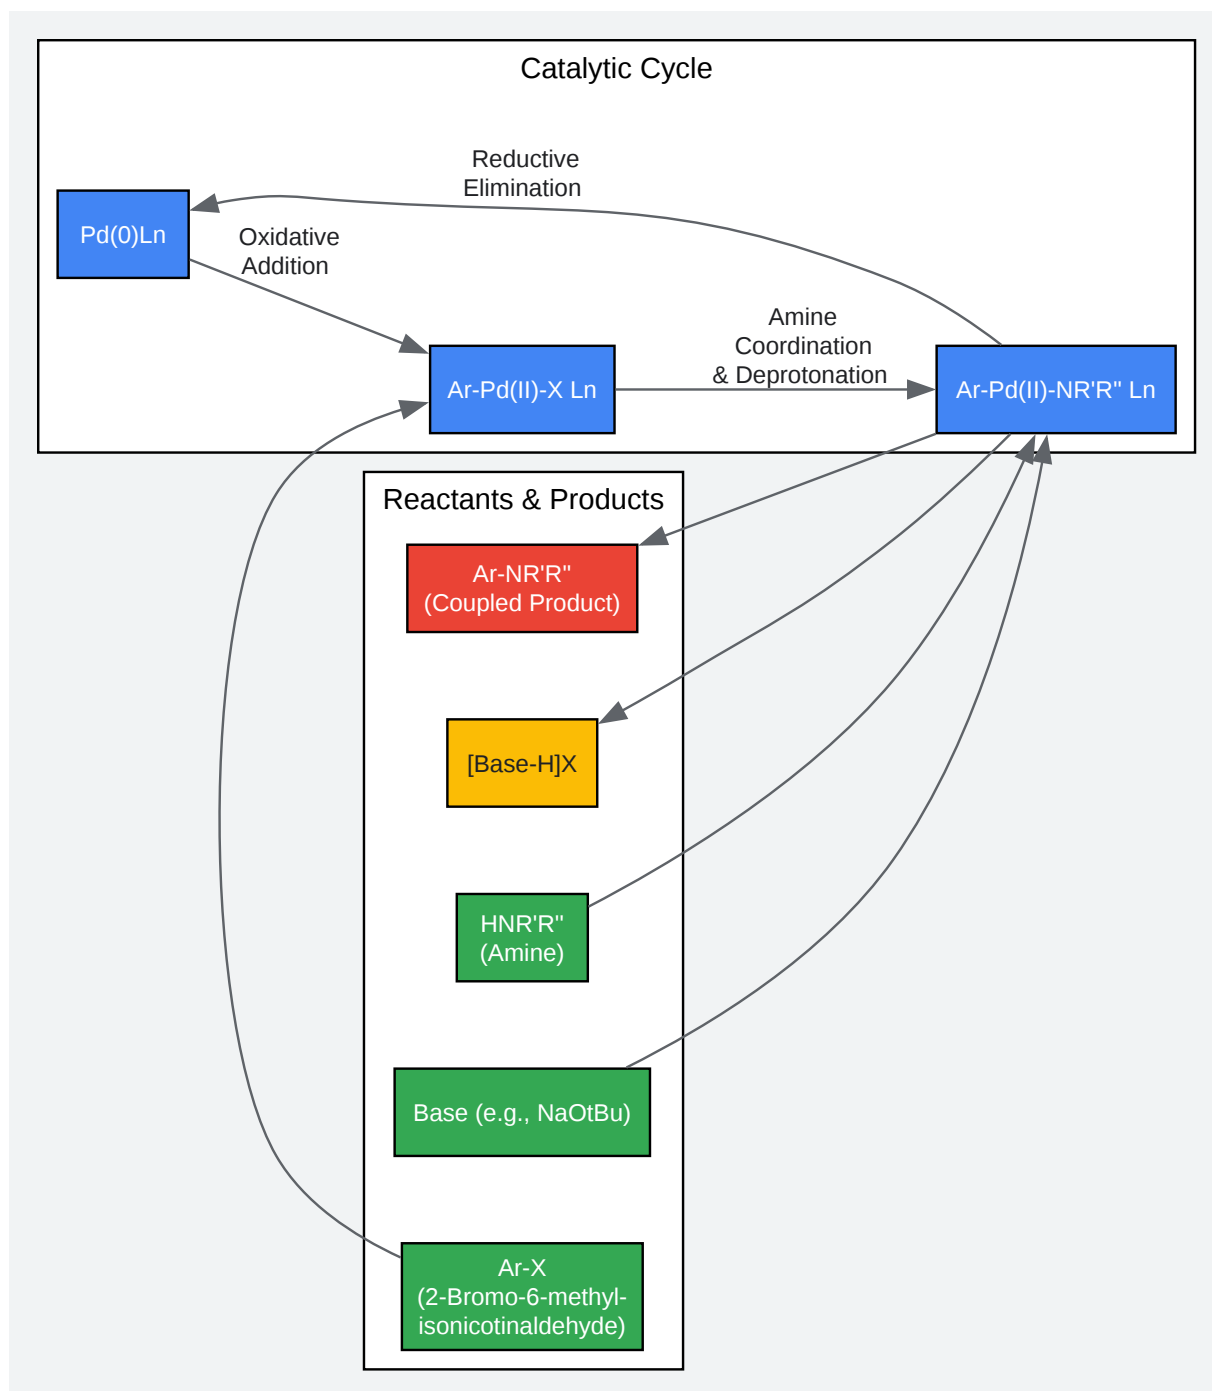 Catalytic Cycle
Reductive
Elimination
Pd(0)Ln
Oxidative
Addition
Amine
Coordination
& Deprotonation
Ar-Pd(II)-X Ln
Ar-Pd(II)-NR'R" Ln
Reactants & Products
Ar-NR'R"
(Coupled Product)
[Base-H]X
HNR'R"
(Amine)
Base (e.g., NaOtBu)
Ar-X
(2-Bromo-6-methyl-
isonicotinaldehyde)